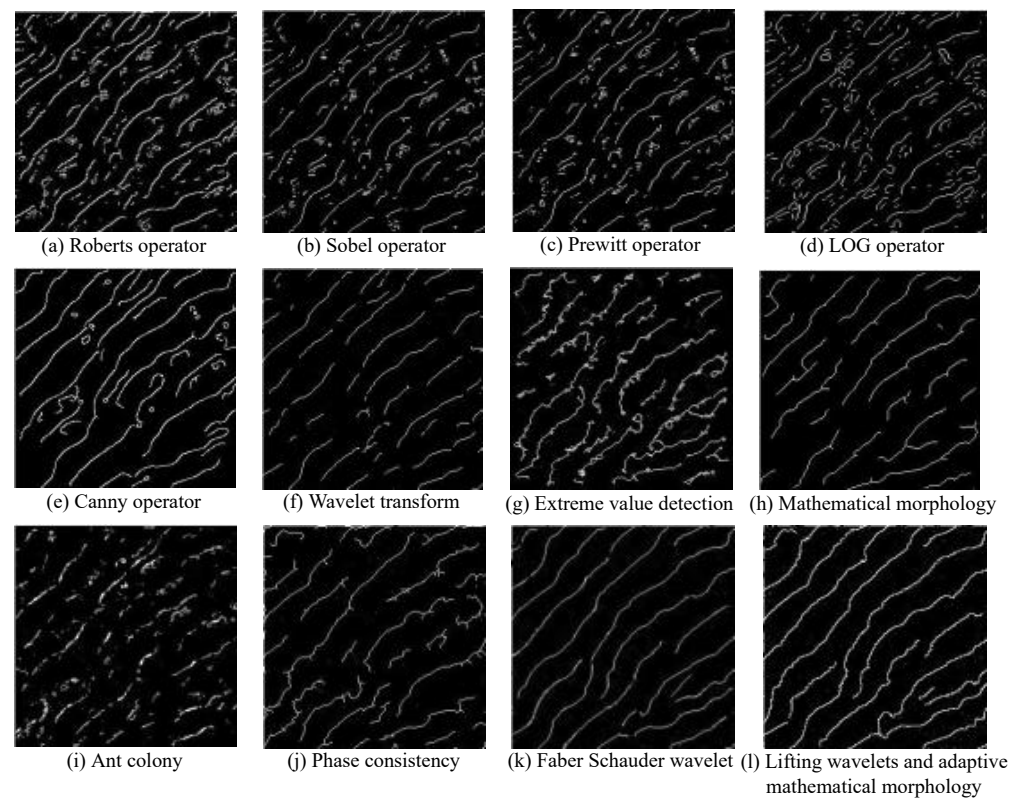 (a) Roberts operator
(b) Sobel operator
(c) Prewitt operator
(d) LOG operator
(e) Canny operator
(f) Wavelet transform
(g) Extreme value detection
(h) Mathematical morphology
(i) Ant colony
(j) Phase consistency
(k) Faber Schauder wavelet
(l) Lifting wavelets and adaptive
mathematical morphology